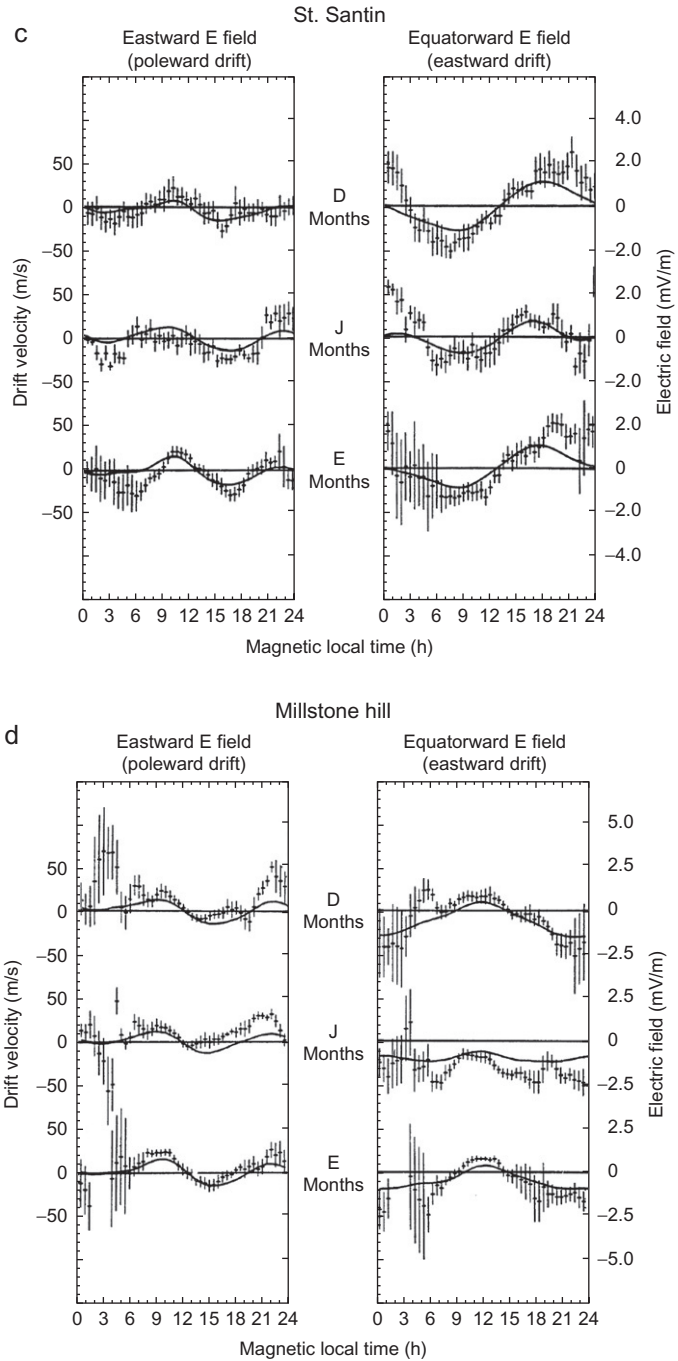 St. Santin
c
Eastward E field
(poleward drift)
Equatorward E field
(eastward drift)
50
0
−50
50
0
−50
50
0
−50
Drift velocity (m/s)
D
Months
J
Months
E
Months
4.0
2.0
0
−2.0
2.0
0
−2.0
2.0
0
−2.0
−4.0
Electric field (mV/m)
0 3 6 9 12 15 18 21 24
0 3 6 9 12 15 18 21 24
Magnetic local time (h)
Millstone hill
d
Eastward E field
(poleward drift)
Equatorward E field
(eastward drift)
50
0
−50
50
0
−50
50
0
−50
Drift velocity (m/s)
D
Months
J
Months
E
Months
5.0
2.5
0
−2.5
2.5
0
−2.5
2.5
0
−2.5
−5.0
Electric field (mV/m)
0 3 6 9 12 15 18 21 24
0 3 6 9 12 15 18 21 24
Magnetic local time (h)